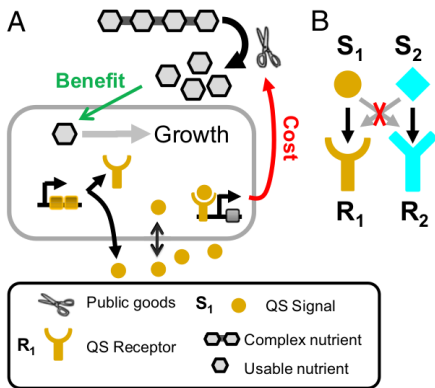 A
B
Benefit
Growth
Cost
S1
S2
R1
R2
Public goods
S1 QS Signal
R1 QS Receptor
Complex nutrient
Usable nutrient